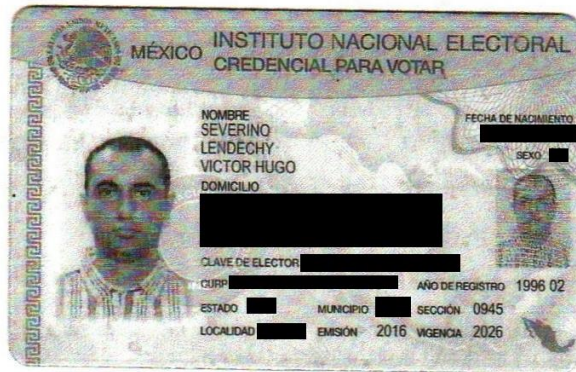 MÉXICO
INSTITUTO NACIONAL ELECTORAL
CREDENCIAL PARA VOTAR
NOMBRE
SEVERINO
LENDECHY
VICTOR HUGO
FECHA DE NACIMIENTO
SEXO
DOMICILIO
CLAVE DE ELECTOR
CURP
AÑO DE REGISTRO 1996 02
ESTADO
MUNICIPIO
SECCIÓN 0945
LOCALIDAD
EMISIÓN 2016
VIGENCIA 2026